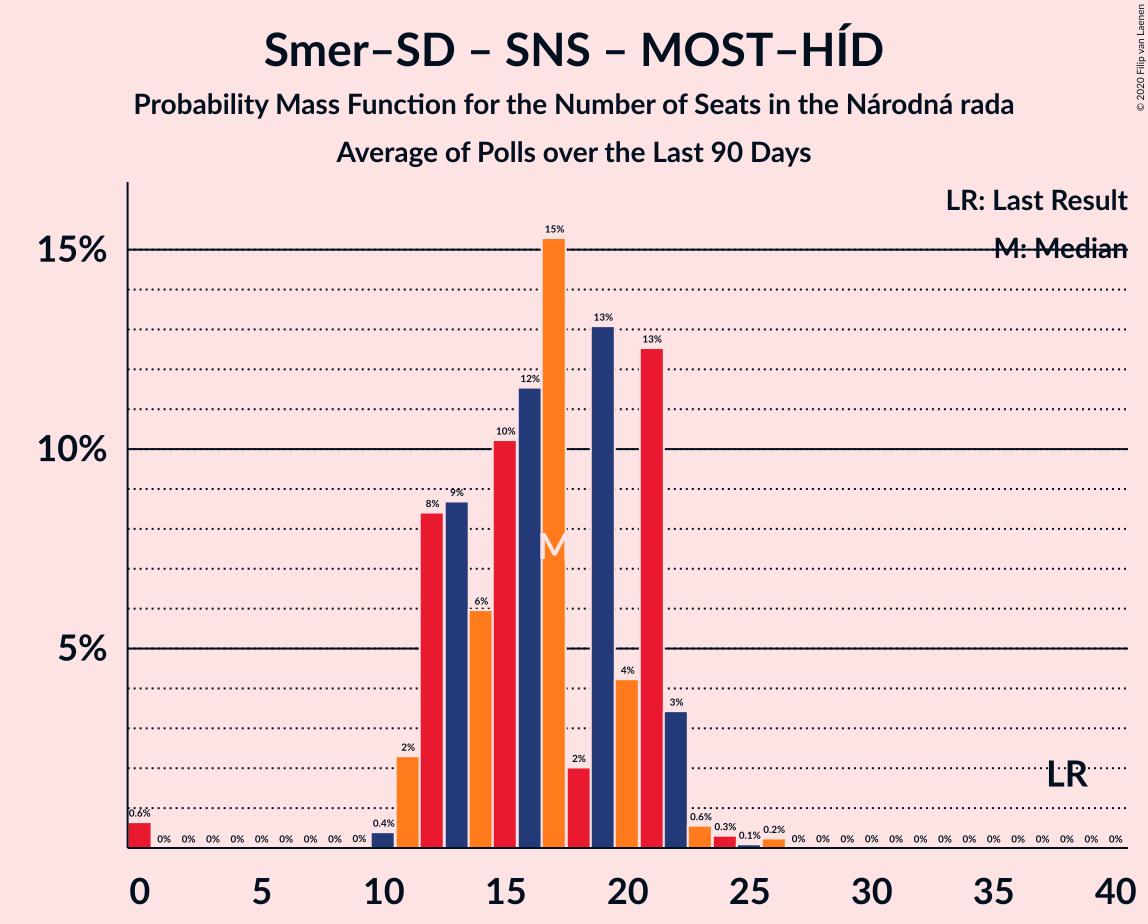 Smer–SD – SNS – MOST–HÍD
Probability Mass Function for the Number of Seats in the Národná rada
Average of Polls over the Last 90 Days
© 2020 Filip van Laenen
LR: Last Result
M: Median
15%
10%
5%
0.6% 0% 0% 0% 0% 0% 0% 0% 0% 0% 0.4% 2% 8% 9% 6% 10% 12% 15% 2% 13% 4% 13% 3% 0.6% 0.3% 0.1% 0.2% 0% 0% 0% 0% 0% 0% 0% 0% 0% 0% 0% 0% 0% 0%
M
LR
0 5 10 15 20 25 30 35 40